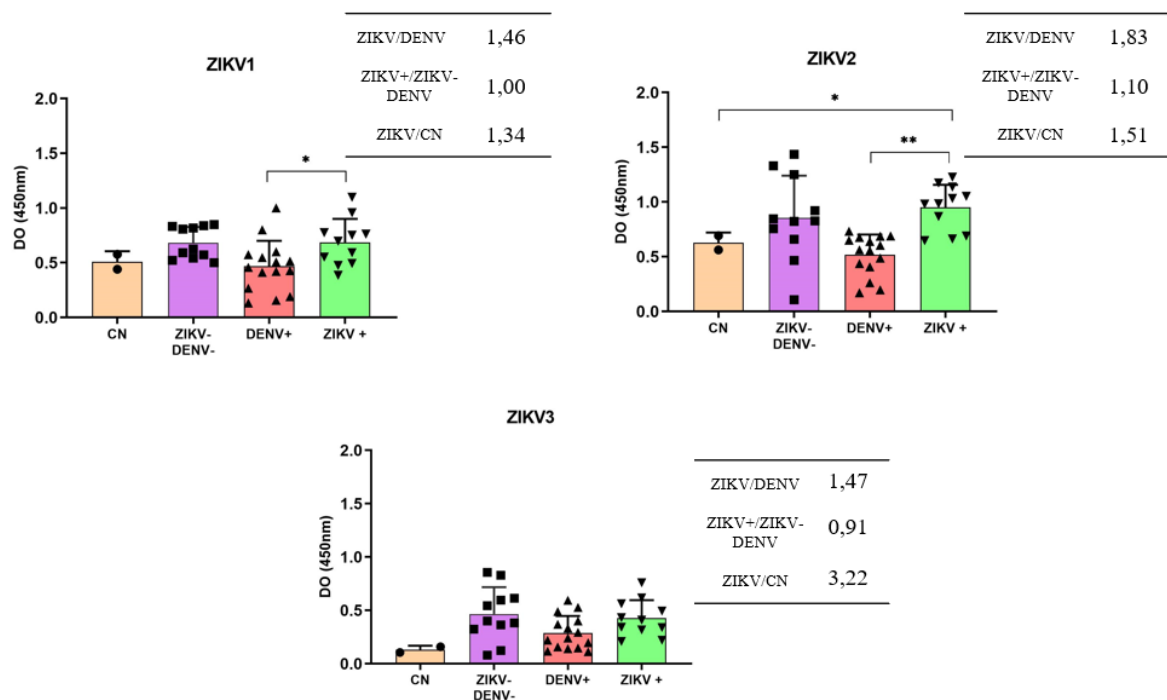 ZIKV1
ZIKV/DENV 1,46
ZIKV+/ZIKV-
DENV 1,00
ZIKV/CN 1,34
2.0
1.5
1.0
0.5
0.0
DO (450nm)
*
CN
ZIKV-
DENV-
DENV+
ZIKV +
ZIKV2
ZIKV/DENV 1,83
ZIKV+/ZIKV-
DENV 1,10
ZIKV/CN 1,51
2.0
1.5
1.0
0.5
0.0
DO (450nm)
*
**
CN
ZIKV-
DENV-
DENV+
ZIKV +
ZIKV3
ZIKV/DENV 1,47
ZIKV+/ZIKV-
DENV 0,91
ZIKV/CN 3,22
2.0
1.5
1.0
0.5
0.0
DO (450nm)
CN
ZIKV-
DENV-
DENV+
ZIKV +